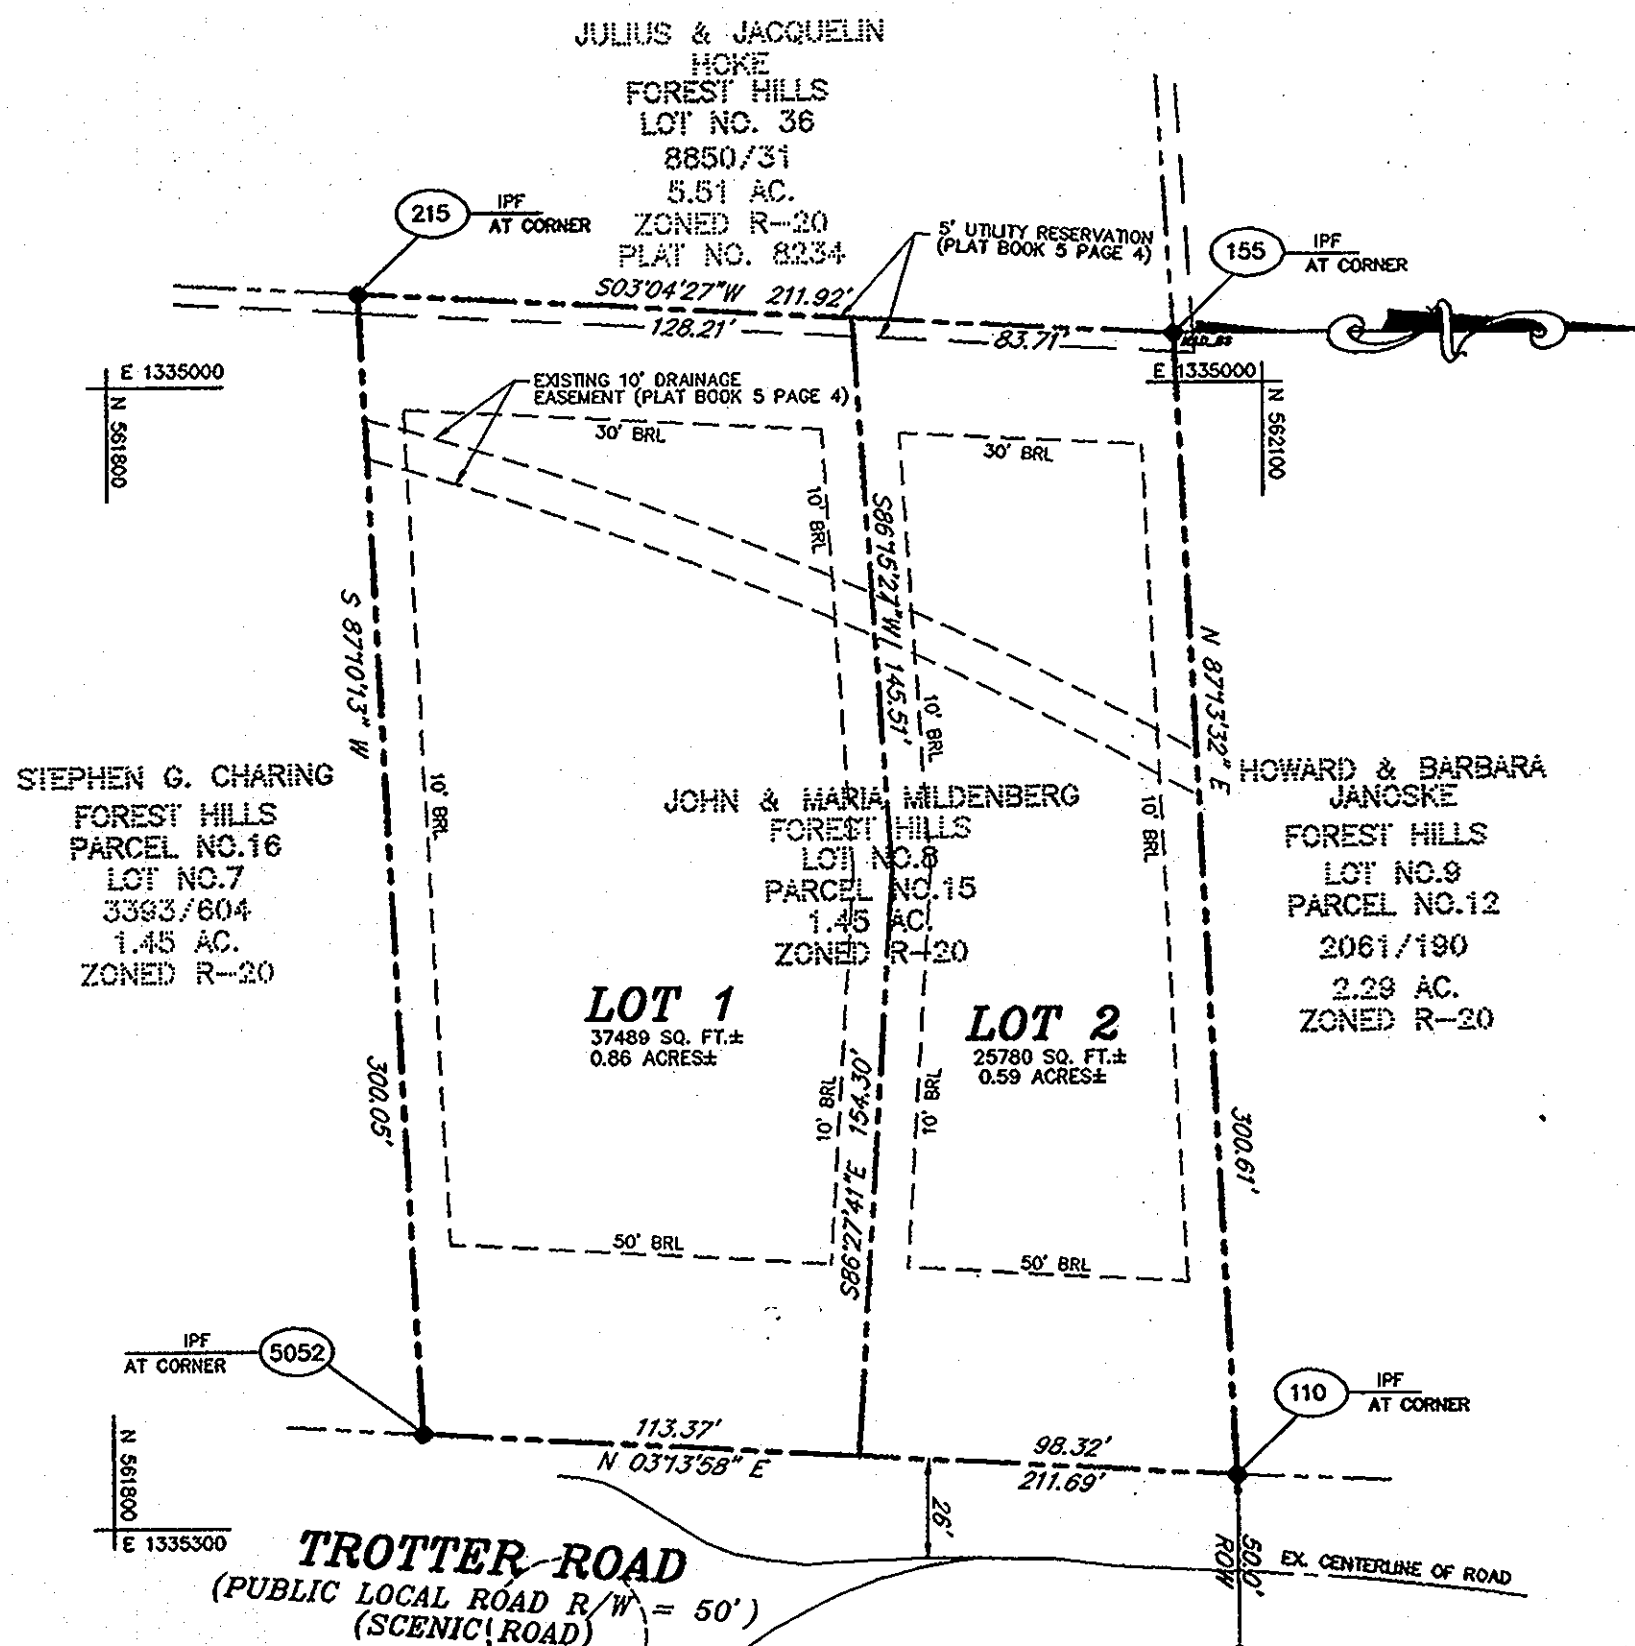 JULIUS & JACQUELIN
HOKE
FOREST HILLS
LOT NO. 36
8850/31
5.51 AC.
ZONED R-20
PLAT NO. 8234
215
IPF
AT CORNER
5' UTILITY RESERVATION
(PLAT BOOK 5 PAGE 4)
155
IPF
AT CORNER
S03°04'27"W 211.92'
128.21'
83.71'
E 1335000
N 561800
E 1335000
N 562100
EXISTING 10' DRAINAGE
EASEMENT (PLAT BOOK 5 PAGE 4)
30' BRL
30' BRL
10' BRL
S86°15'27"W 145.51'
S 87°10'13" W
300.05'
N 87°13'32" E
300.61'
10' BRL
10' BRL
10' BRL
STEPHEN G. CHARING
FOREST HILLS
PARCEL NO.16
LOT NO.7
3393/604
1.45 AC.
ZONED R-20
JOHN & MARIA MILDENBERG
FOREST HILLS
LOT NO.8
PARCEL NO.15
1.45 AC.
ZONED R-20
HOWARD & BARBARA
JANOSKE
FOREST HILLS
LOT NO.9
PARCEL NO.12
2061/190
2.29 AC.
ZONED R-20
LOT 1
37489 SQ. FT.±
0.86 ACRES±
LOT 2
25780 SQ. FT.±
0.59 ACRES±
10' BRL
S86°27'41"E 154.30'
10' BRL
50' BRL
50' BRL
IPF
AT CORNER
5052
110
IPF
AT CORNER
113.37'
N 03°13'58" E
98.32'
211.69'
N 561800
E 1335300
26'
50.0'
ROW
EX. CENTERLINE OF ROAD
TROTTER ROAD
(PUBLIC LOCAL ROAD R/W = 50')
(SCENIC ROAD)